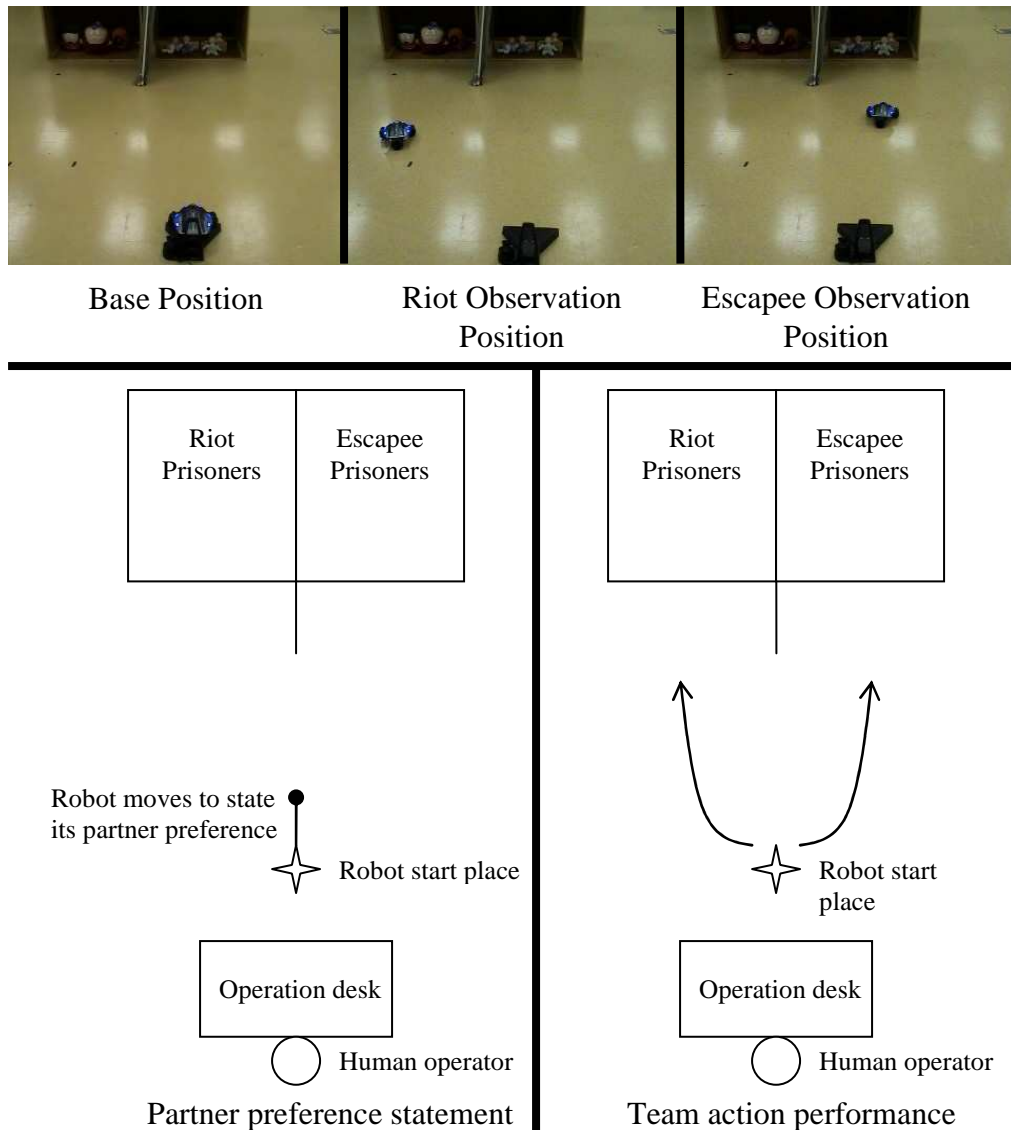 Base Position
Riot Observation
Position
Escapee Observation
Position
Riot
Prisoners
Escapee
Prisoners
Robot moves to state
its partner preference
Robot start place
Operation desk
Human operator
Partner preference statement
Riot
Prisoners
Escapee
Prisoners
Robot start
place
Operation desk
Human operator
Team action performance